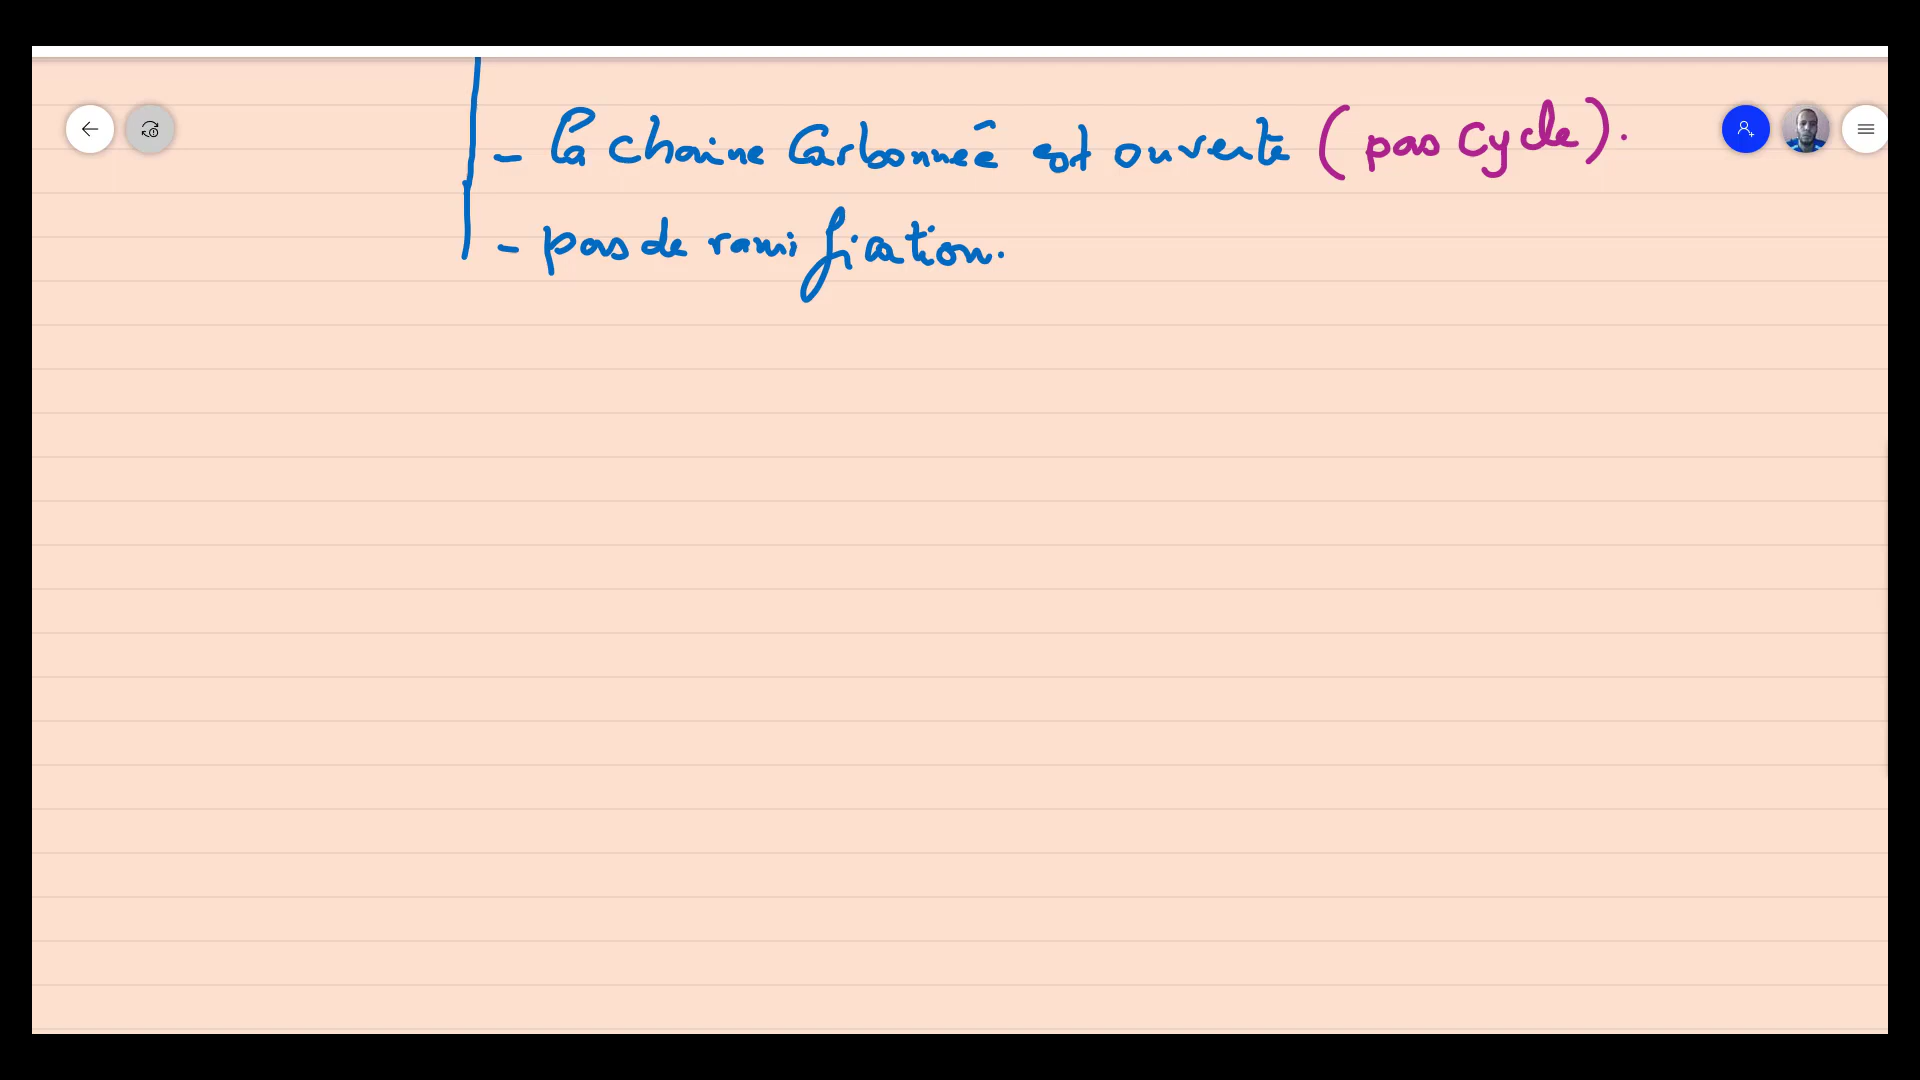 - la chaine Carbonnée est ouverte (pas Cycle).
- pas de ramification.